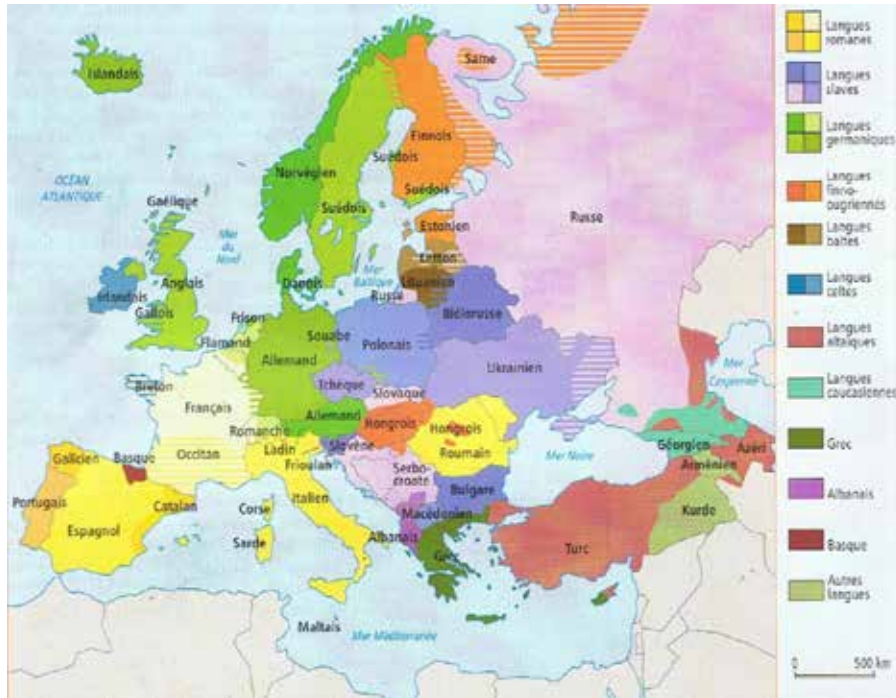 Islandais
OCÉAN
ATLANTIQUE
Gaélique
Mer
du
Nord
Norvégien
Suédois
Suédois
Suédois
Finnois
Same
Russe
Estonien
Letton
Lituanien
Russe
Mer
Baltique
Danois
Irlandais
Anglais
Gallois
Frison
Flamand
Breton
Allemand
Souabe
Polonais
Biélorusse
Ukrainien
Tchèque
Slovaque
Français
Allemand
Romanche
Hongrois
Hongrois
Roumain
Occitan
Ladin
Frioulan
Slovène
Serbo-
croate
Galicien
Basque
Portugais
Espagnol
Catalan
Corse
Sarde
Italien
Bulgare
Macédonien
Albanais
Grec
Mer Noire
Turc
Géorgien
Arménien
Azéri
Kurde
Mer
Caspienne
Maltais
Mer Méditerranée
Langues
romanes
Langues
slaves
Langues
germaniques
Langues
finno-
ougriennes
Langues
baltes
Langues
celtes
Langues
altaïques
Langues
caucasiennes
Grec
Albanais
Basque
Autres
langues
0 500 km